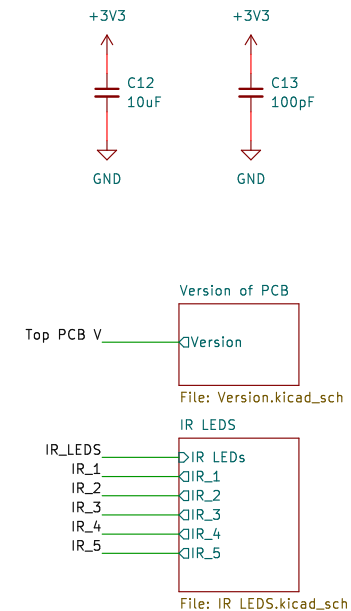 +3V3 +3V3
C12 C13
10uF 100pF
GND GND
Version of PCB
Top PCB V Version
File: Version.kicad_sch
IR LEDS
IR_LEDS IR LEDs
IR_1 IR_1
IR_2 IR_2
IR_3 IR_3
IR_4 IR_4
IR_5 IR_5
File: IR LEDS.kicad_sch